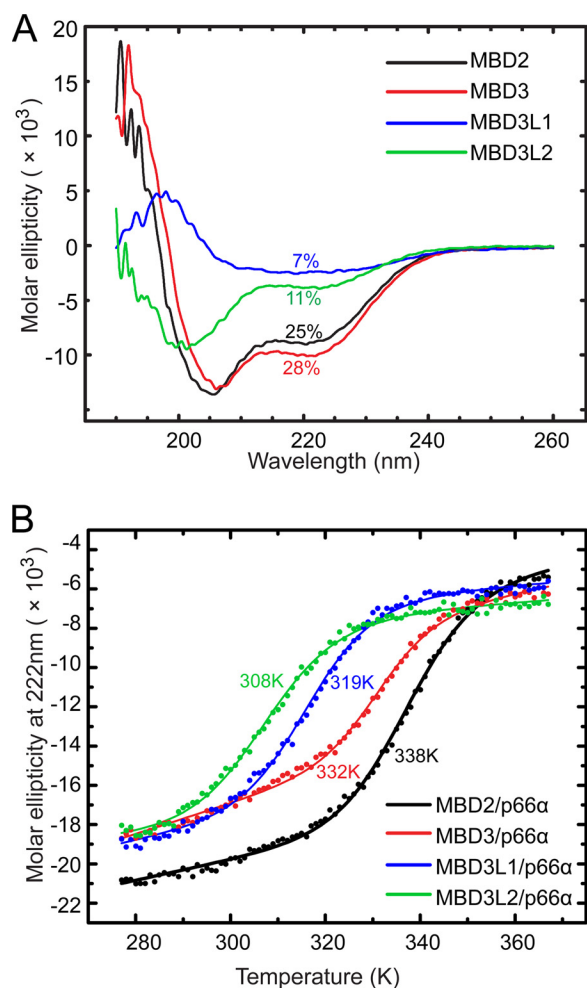 A
Molar ellipticity ( × 10³)
20
15
10
5
0
-5
-10
MBD2
MBD3
MBD3L1
MBD3L2
7%
11%
25%
28%
200 220 240 260
Wavelength (nm)
B
Molar ellipticity at 222nm ( × 10³)
-4
-6
-8
-10
-12
-14
-16
-18
-20
-22
308K
319K
332K
338K
MBD2/p66α
MBD3/p66α
MBD3L1/p66α
MBD3L2/p66α
280 300 320 340 360
Temperature (K)